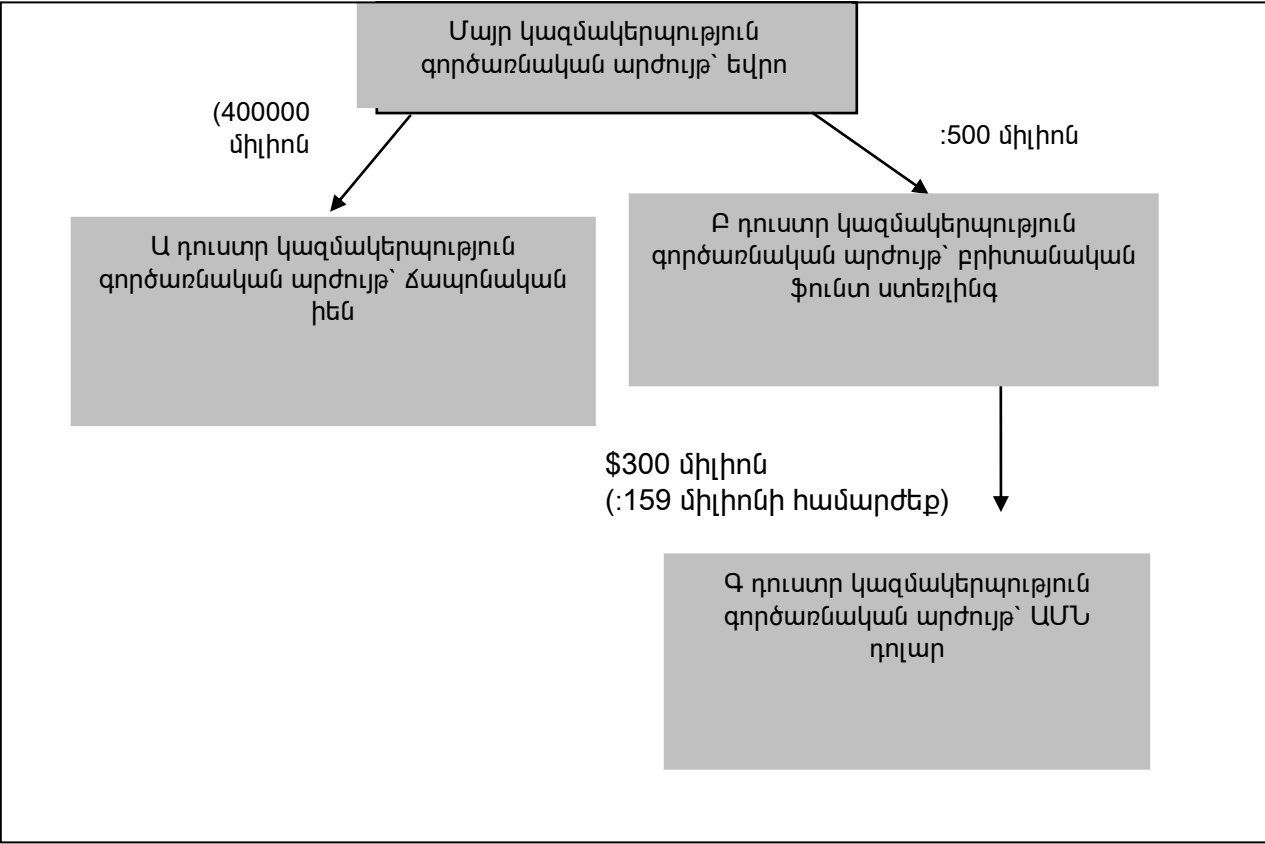 Մայր կազմակերպություն
գործառնական արժույթ` եվրո
(400000
միլիոն
:500 միլիոն
Ա դուստր կազմակերպություն
գործառնական արժույթ` Ճապոնական
իեն
Բ դուստր կազմակերպություն
գործառնական արժույթ` բրիտանական
ֆունտ ստեռլինգ
$300 միլիոն
(:159 միլիոնի համարժեք)
Գ դուստր կազմակերպություն
գործառնական արժույթ` ԱՄՆ
դոլար